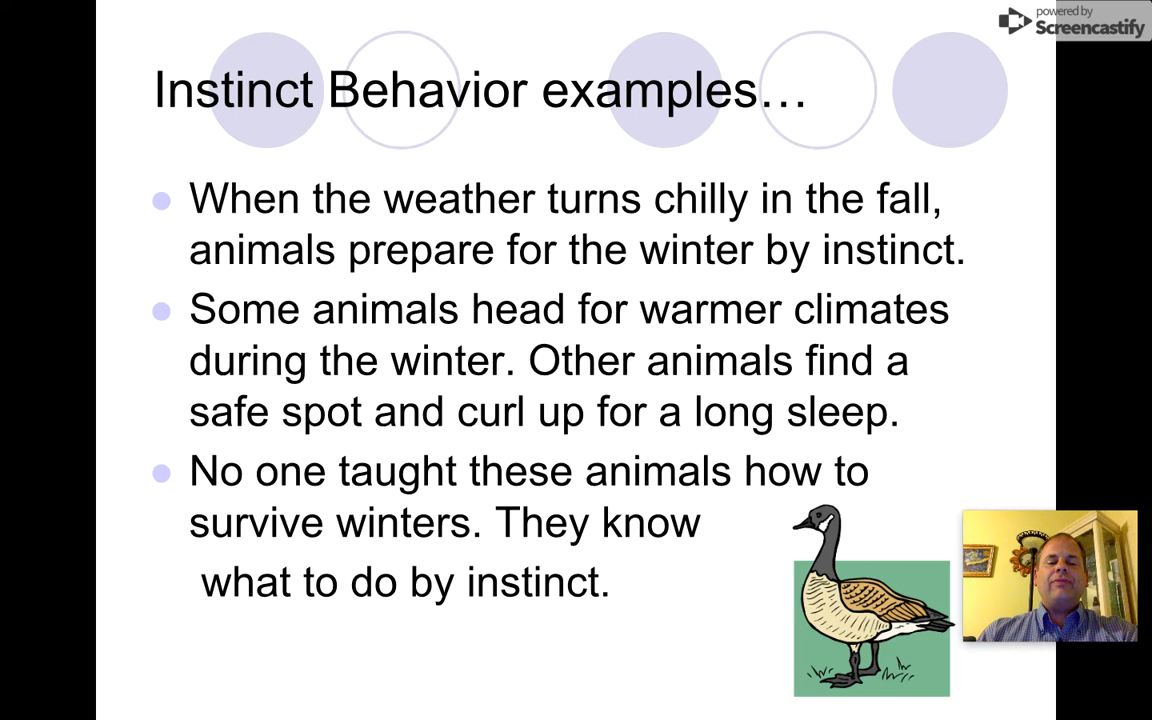 powered by
Screencastify
Instinct Behavior examples…
When the weather turns chilly in the fall,
animals prepare for the winter by instinct.
Some animals head for warmer climates
during the winter. Other animals find a
safe spot and curl up for a long sleep.
No one taught these animals how to
survive winters. They know
what to do by instinct.